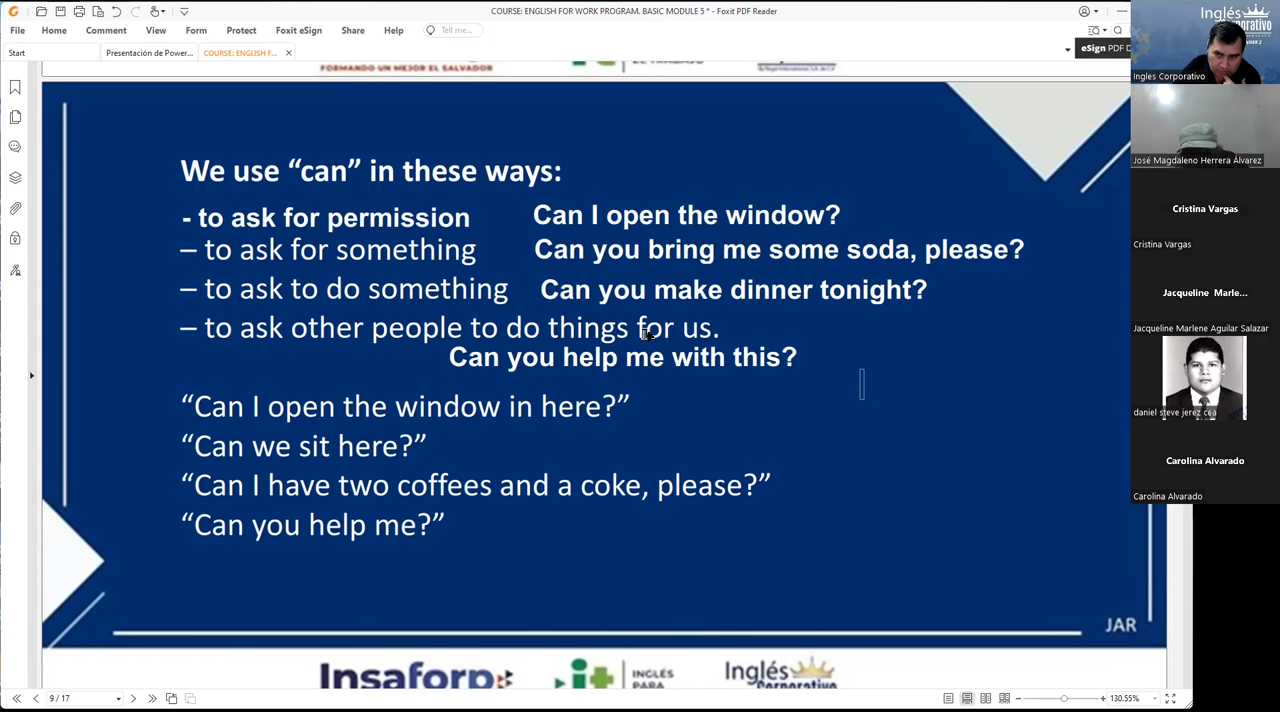 COURSE: ENGLISH FOR WORK PROGRAM. BASIC MODULE 5 * - Foxit PDF Reader
File Home Comment View Form Protect Foxit eSign Share Help Tell me...
Start Presentación de Power... COURSE: ENGLISH F...
eSign PDF D
FORMANDO UN MEJOR EL SALVADOR
We use “can” in these ways:
- to ask for permission Can I open the window?
– to ask for something Can you bring me some soda, please?
– to ask to do something Can you make dinner tonight?
– to ask other people to do things for us.
Can you help me with this?
“Can I open the window in here?”
“Can we sit here?”
“Can I have two coffees and a coke, please?”
“Can you help me?”
JAR
Insaforp
it
INGLÉS
PARA
Inglés
Corporativo
9 / 17
130.55%
Inglés
Corporativo
Ingles Corporativo
José Magdaleno Herrera Álvarez
Cristina Vargas
Cristina Vargas
Jacqueline Marle...
Jacqueline Marlene Aguilar Salazar
daniel steve jerez cea
Carolina Alvarado
Carolina Alvarado